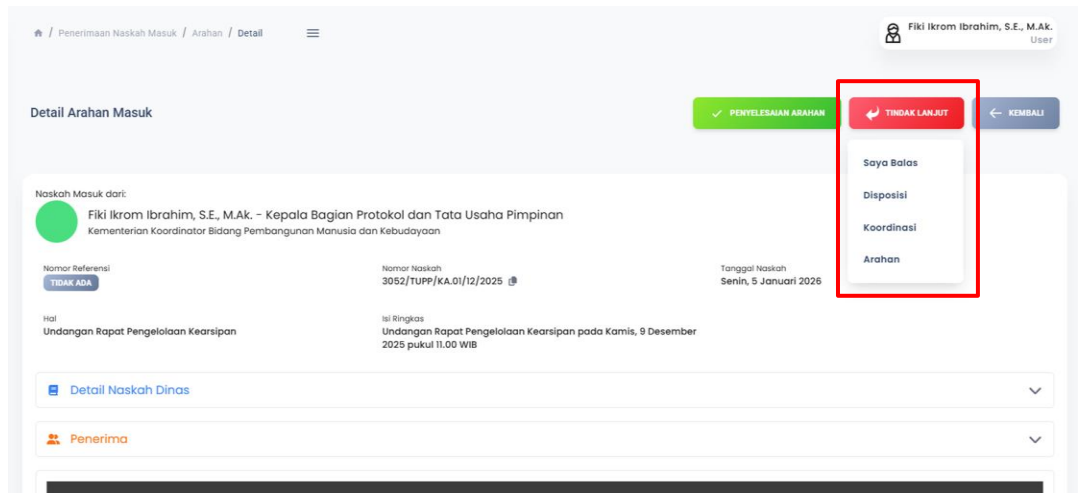 / Penerimaan Naskah Masuk / Arahan / Detail
Fiki Ikrom Ibrahim, S.E., M.Ak.
User
Detail Arahan Masuk
PENYELESAIAN ARAHAN
TINDAK LANJUT
KEMBALI
Saya Balas
Disposisi
Koordinasi
Arahan
Naskah Masuk dari:
Fiki Ikrom Ibrahim, S.E., M.Ak. - Kepala Bagian Protokol dan Tata Usaha Pimpinan
Kementerian Koordinator Bidang Pembangunan Manusia dan Kebudayaan
Nomor Referensi
TIDAK ADA
Nomor Naskah
3052/TUPP/KA.01/12/2025
Tanggal Naskah
Senin, 5 Januari 2026
Hal
Undangan Rapat Pengelolaan Kearsipan
Isi Ringkas
Undangan Rapat Pengelolaan Kearsipan pada Kamis, 9 Desember
2025 pukul 11.00 WIB
Detail Naskah Dinas
Penerima